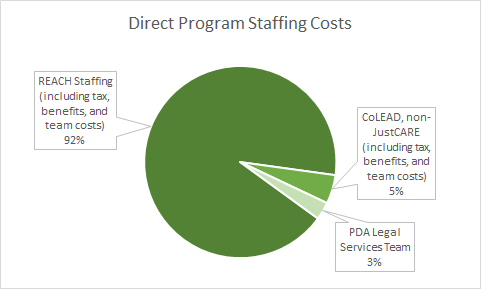 Direct Program Staffing Costs
REACH Staffing
(including tax,
benefits, and
team costs)
92%
CoLEAD, non-
JustCARE
(including tax,
benefits, and
team costs)
5%
PDA Legal
Services Team
3%